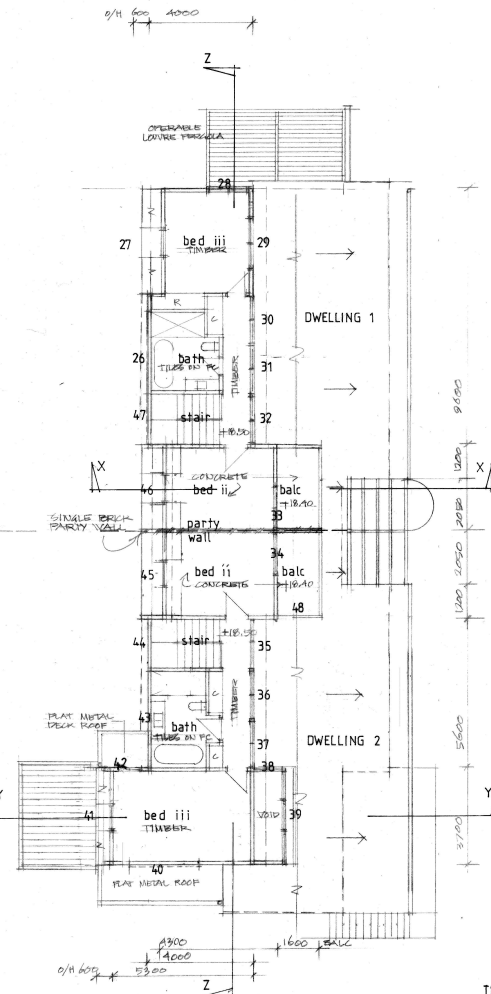 O/H 600 4000
Z
OPERABLE
LOUVRE PERGOLA
28
27
bed iii
TIMBER
29
R
C
30
DWELLING 1
26
bath
TILES ON FC
TIMBER
31
47
stair
32
+18.50
9660
1200
X
X
CONCRETE
46
bed ii
balc
+18.40
33
2050
SINGLE BRICK
PARTY WALL
party
wall
34
45
bed ii
CONCRETE
balc
+18.40
2050
48
1200
44
stair
+18.50
35
C
36
TIMBER
FLAT METAL
DECK ROOF
43
bath
TILES ON FC
37
C
DWELLING 2
5960
42
38
Y
Y
41
bed iii
TIMBER
VOID
39
3700
40
FLAT METAL ROOF
4300
1600 BALC
4000
O/H 600 5300
Z